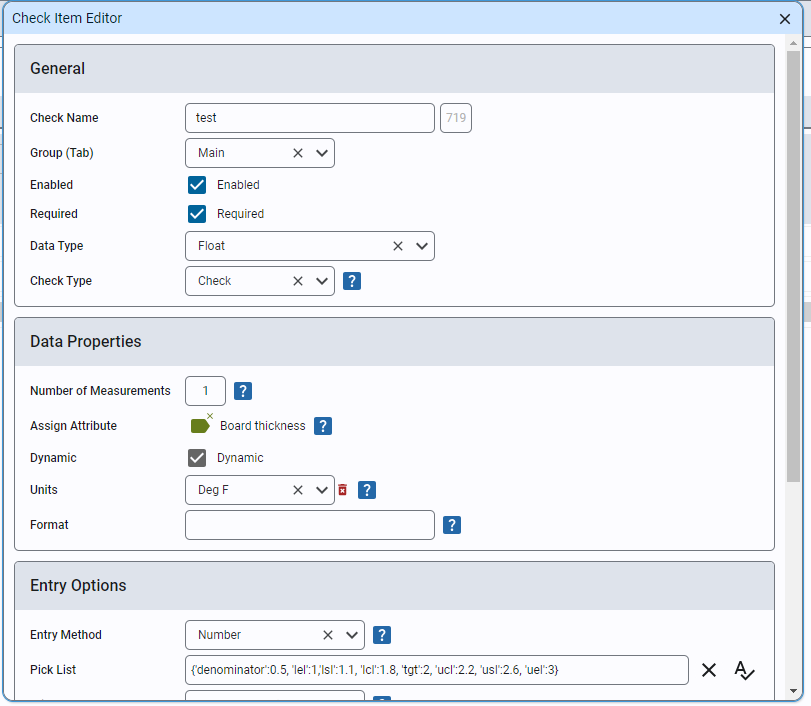 Check Item Editor
General
Check Name test 719
Group (Tab) Main
Enabled Enabled
Required Required
Data Type Float
Check Type Check ?
Data Properties
Number of Measurements 1 ?
Assign Attribute Board thickness ?
Dynamic Dynamic
Units Deg F ?
Format ?
Entry Options
Entry Method Number ?
Pick List {'denominator':0.5, 'lel':1,'lsl':1.1, 'lcl':1.8, 'tgt':2, 'ucl':2.2, 'usl':2.6, 'uel':3}